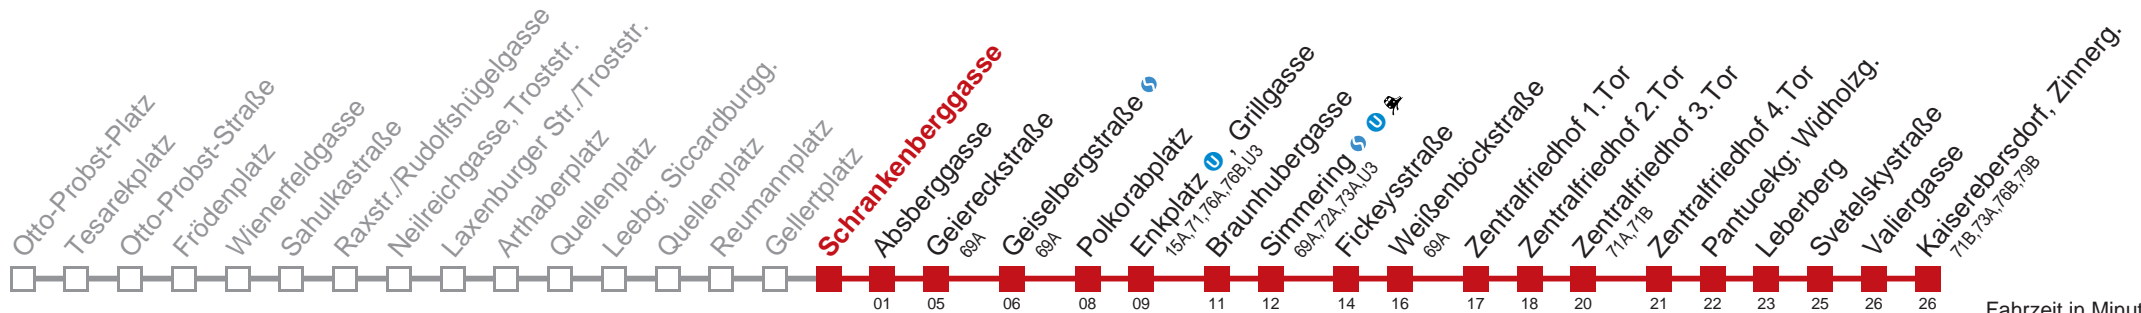 Otto-Probst-Platz
Tesarekplatz
Otto-Probst-Straße
Frödenplatz
Wienerfeldgasse
Sahulkastraße
Raxstr./Rudolfshügelgasse
Neilreichgasse,Troststr.
Laxenburger Str./Troststr.
Arthaberplatz
Quellenplatz
Leebg; Siccardburgg.
Quellenplatz
Reumannplatz
Gellertplatz
Schrankenberggasse
Absberggasse
Geiereckstraße
69A
Geiselbergstraße S
69A
Polkorabplatz
Enkplatz U , Grillgasse
15A,71,76A,76B,U3
Braunhubergasse
Simmering S U
69A,72A,73A,U3
Fickeysstraße
Weißenböckstraße
69A
Zentralfriedhof 1.Tor
Zentralfriedhof 2.Tor
Zentralfriedhof 3.Tor
71A,71B
Zentralfriedhof 4.Tor
Pantucekg; Widholzg.
Leberberg
Svetelskystraße
Valiergasse
Kaiserebersdorf, Zinnerg.
71B,73A,76B,79B
01 05 06 08 09 11 12 14 16 17 18 20 21 22 23 25 26 26
Fahrzeit in Minut